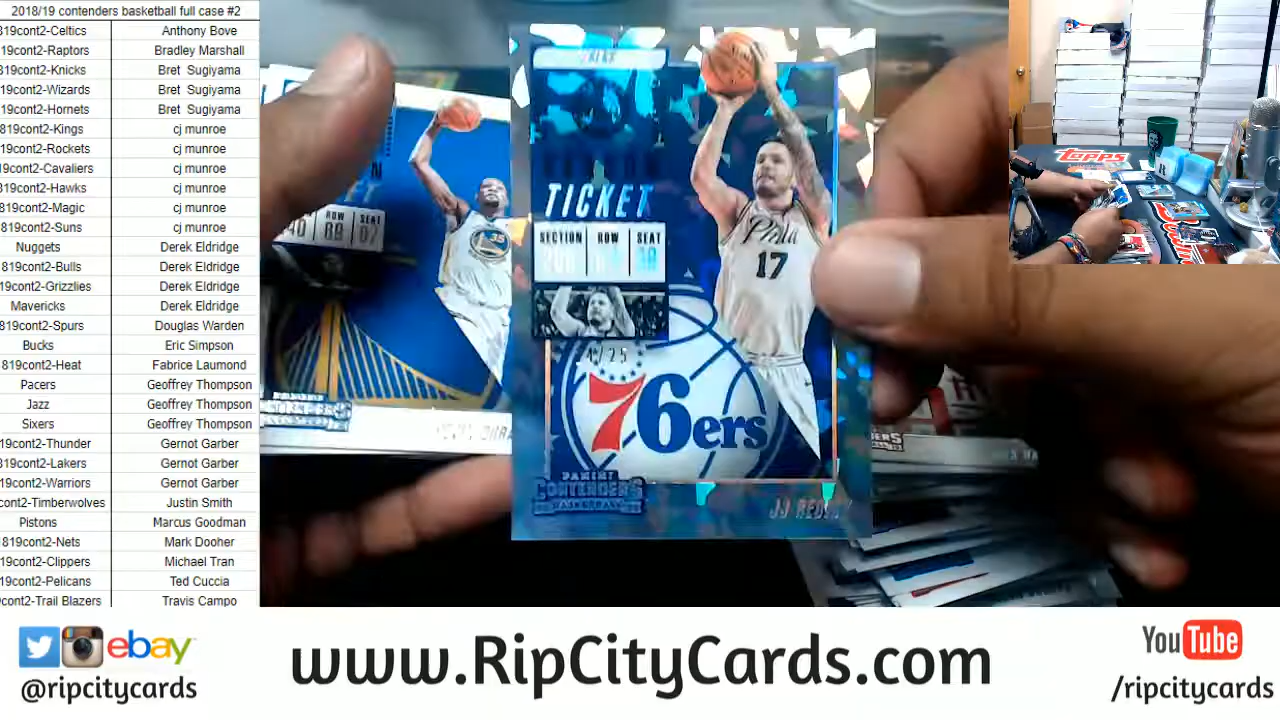 2018/19 contenders basketball full case #2
819cont2-Celtics Anthony Bove
19cont2-Raptors Bradley Marshall
819cont2-Knicks Bret Sugiyama
19cont2-Wizards Bret Sugiyama
19cont2-Hornets Bret Sugiyama
819cont2-Kings cj munroe
19cont2-Rockets cj munroe
9cont2-Cavaliers cj munroe
819cont2-Hawks cj munroe
819cont2-Magic cj munroe
819cont2-Suns cj munroe
Nuggets Derek Eldridge
819cont2-Bulls Derek Eldridge
9cont2-Grizzlies Derek Eldridge
Mavericks Derek Eldridge
819cont2-Spurs Douglas Warden
Bucks Eric Simpson
819cont2-Heat Fabrice Laumond
Pacers Geoffrey Thompson
Jazz Geoffrey Thompson
Sixers Geoffrey Thompson
19cont2-Thunder Gernot Garber
819cont2-Lakers Gernot Garber
19cont2-Warriors Gernot Garber
cont2-Timberwolves Justin Smith
Pistons Marcus Goodman
819cont2-Nets Mark Dooher
19cont2-Clippers Michael Tran
19cont2-Pelicans Ted Cuccia
cont2-Trail Blazers Travis Campo
ROW SEAT
35
TICKET
SECTION ROW SEAT
Phila
17
/25
76ers
PANINI
CONTENDERS
BASKETBALL
topps
ebay
@ripcitycards
www.RipCityCards.com
YouTube
/ripcitycards